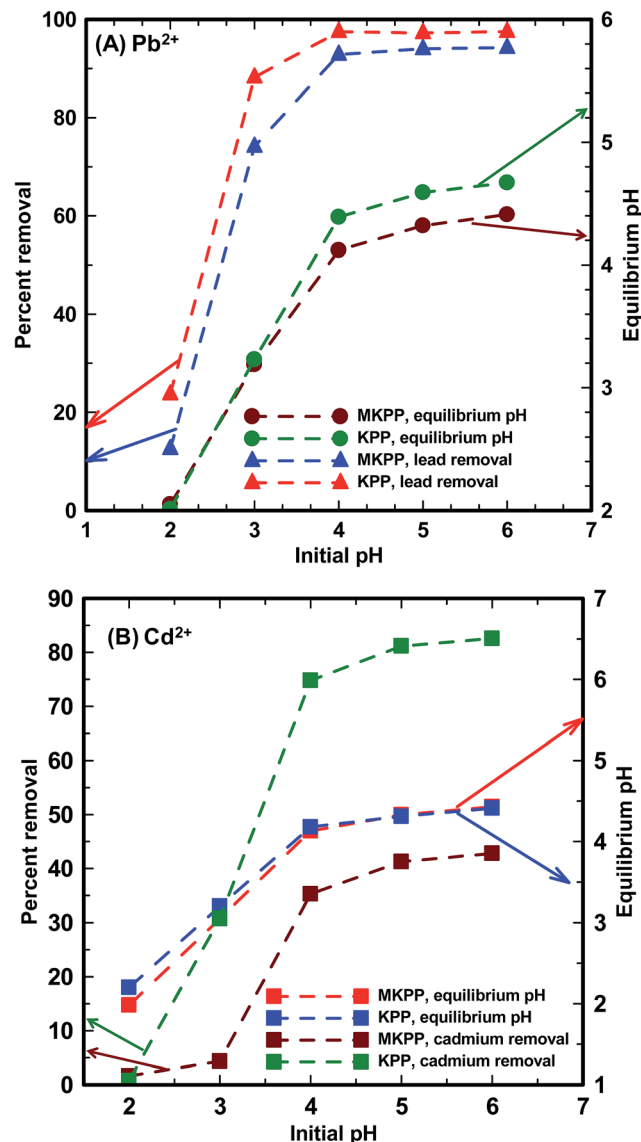 (A) Pb2+
100
80
60
40
20
0
Percent removal
6
5
4
3
2
Equilibrium pH
MKPP, equilibrium pH
KPP, equilibrium pH
MKPP, lead removal
KPP, lead removal
1 2 3 4 5 6 7
Initial pH
(B) Cd2+
90
80
70
60
50
40
30
20
10
0
Percent removal
7
6
5
4
3
2
1
Equilibrium pH
MKPP, equilibrium pH
KPP, equilibrium pH
MKPP, cadmium removal
KPP, cadmium removal
2 3 4 5 6 7
Initial pH